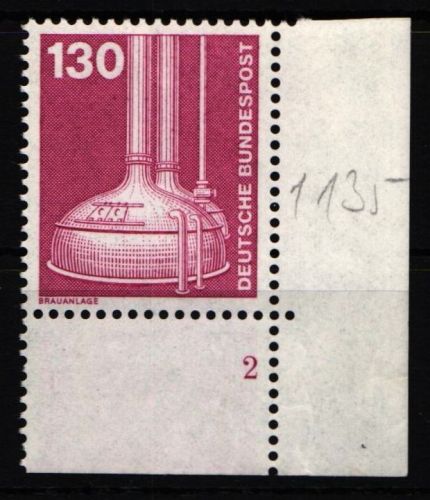 130
DEUTSCHE BUNDESPOST
1135
BRAUANLAGE
2